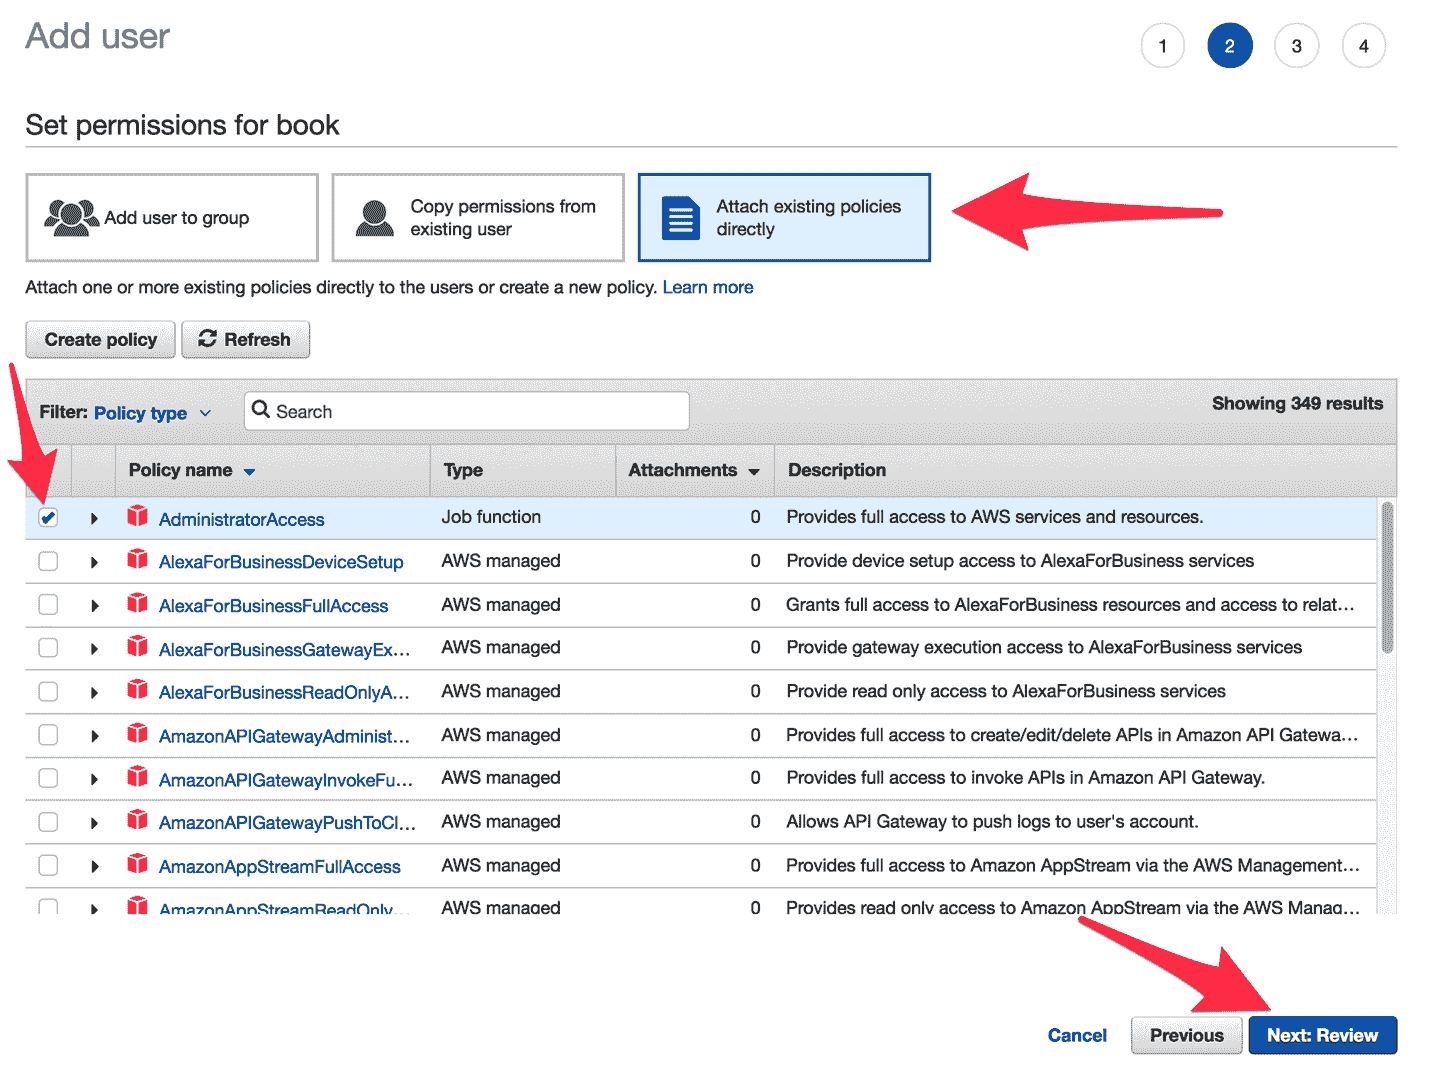 Add user
1 2 3 4
Set permissions for book
Add user to group
Copy permissions from
existing user
Attach existing policies
directly
Attach one or more existing policies directly to the users or create a new policy. Learn more
Create policy Refresh
Filter: Policy type Search Showing 349 results
Policy name Type Attachments Description
AdministratorAccess Job function 0 Provides full access to AWS services and resources.
AlexaForBusinessDeviceSetup AWS managed 0 Provide device setup access to AlexaForBusiness services
AlexaForBusinessFullAccess AWS managed 0 Grants full access to AlexaForBusiness resources and access to relat...
AlexaForBusinessGatewayEx... AWS managed 0 Provide gateway execution access to AlexaForBusiness services
AlexaForBusinessReadOnlyA... AWS managed 0 Provide read only access to AlexaForBusiness services
AmazonAPIGatewayAdminist... AWS managed 0 Provides full access to create/edit/delete APIs in Amazon API Gatewa...
AmazonAPIGatewayInvokeFu... AWS managed 0 Provides full access to invoke APIs in Amazon API Gateway.
AmazonAPIGatewayPushToCl... AWS managed 0 Allows API Gateway to push logs to user's account.
AmazonAppStreamFullAccess AWS managed 0 Provides full access to Amazon AppStream via the AWS Management...
AmazonAppStreamReadOnly... AWS managed 0 Provides read only access to Amazon AppStream via the AWS Manag...
Cancel Previous Next: Review